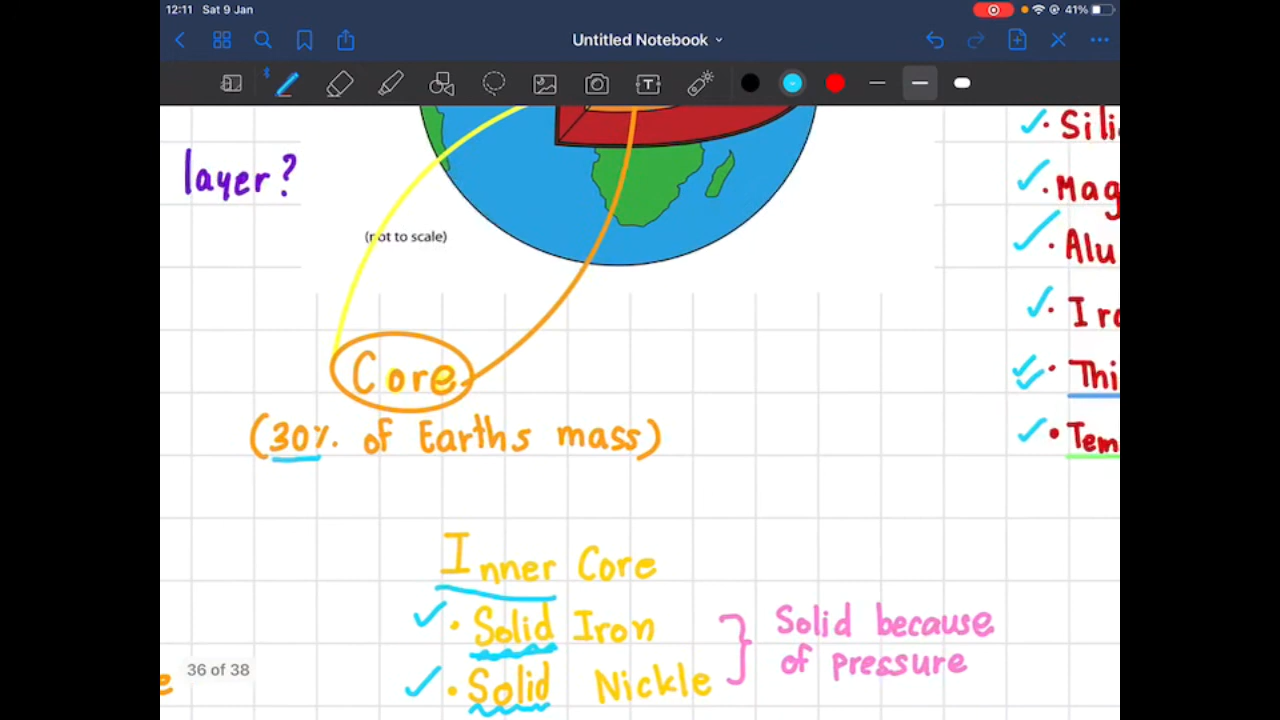 12:11 Sat 9 Jan
41%
Untitled Notebook
T
layer?
(not to scale)
Core
(30% of Earths mass)
Inner Core
• Solid Iron
• Solid Nickle
Solid because
of pressure
36 of 38
e
• Sili
• Mag
• Alu
• Iro
• Thi
• Tem